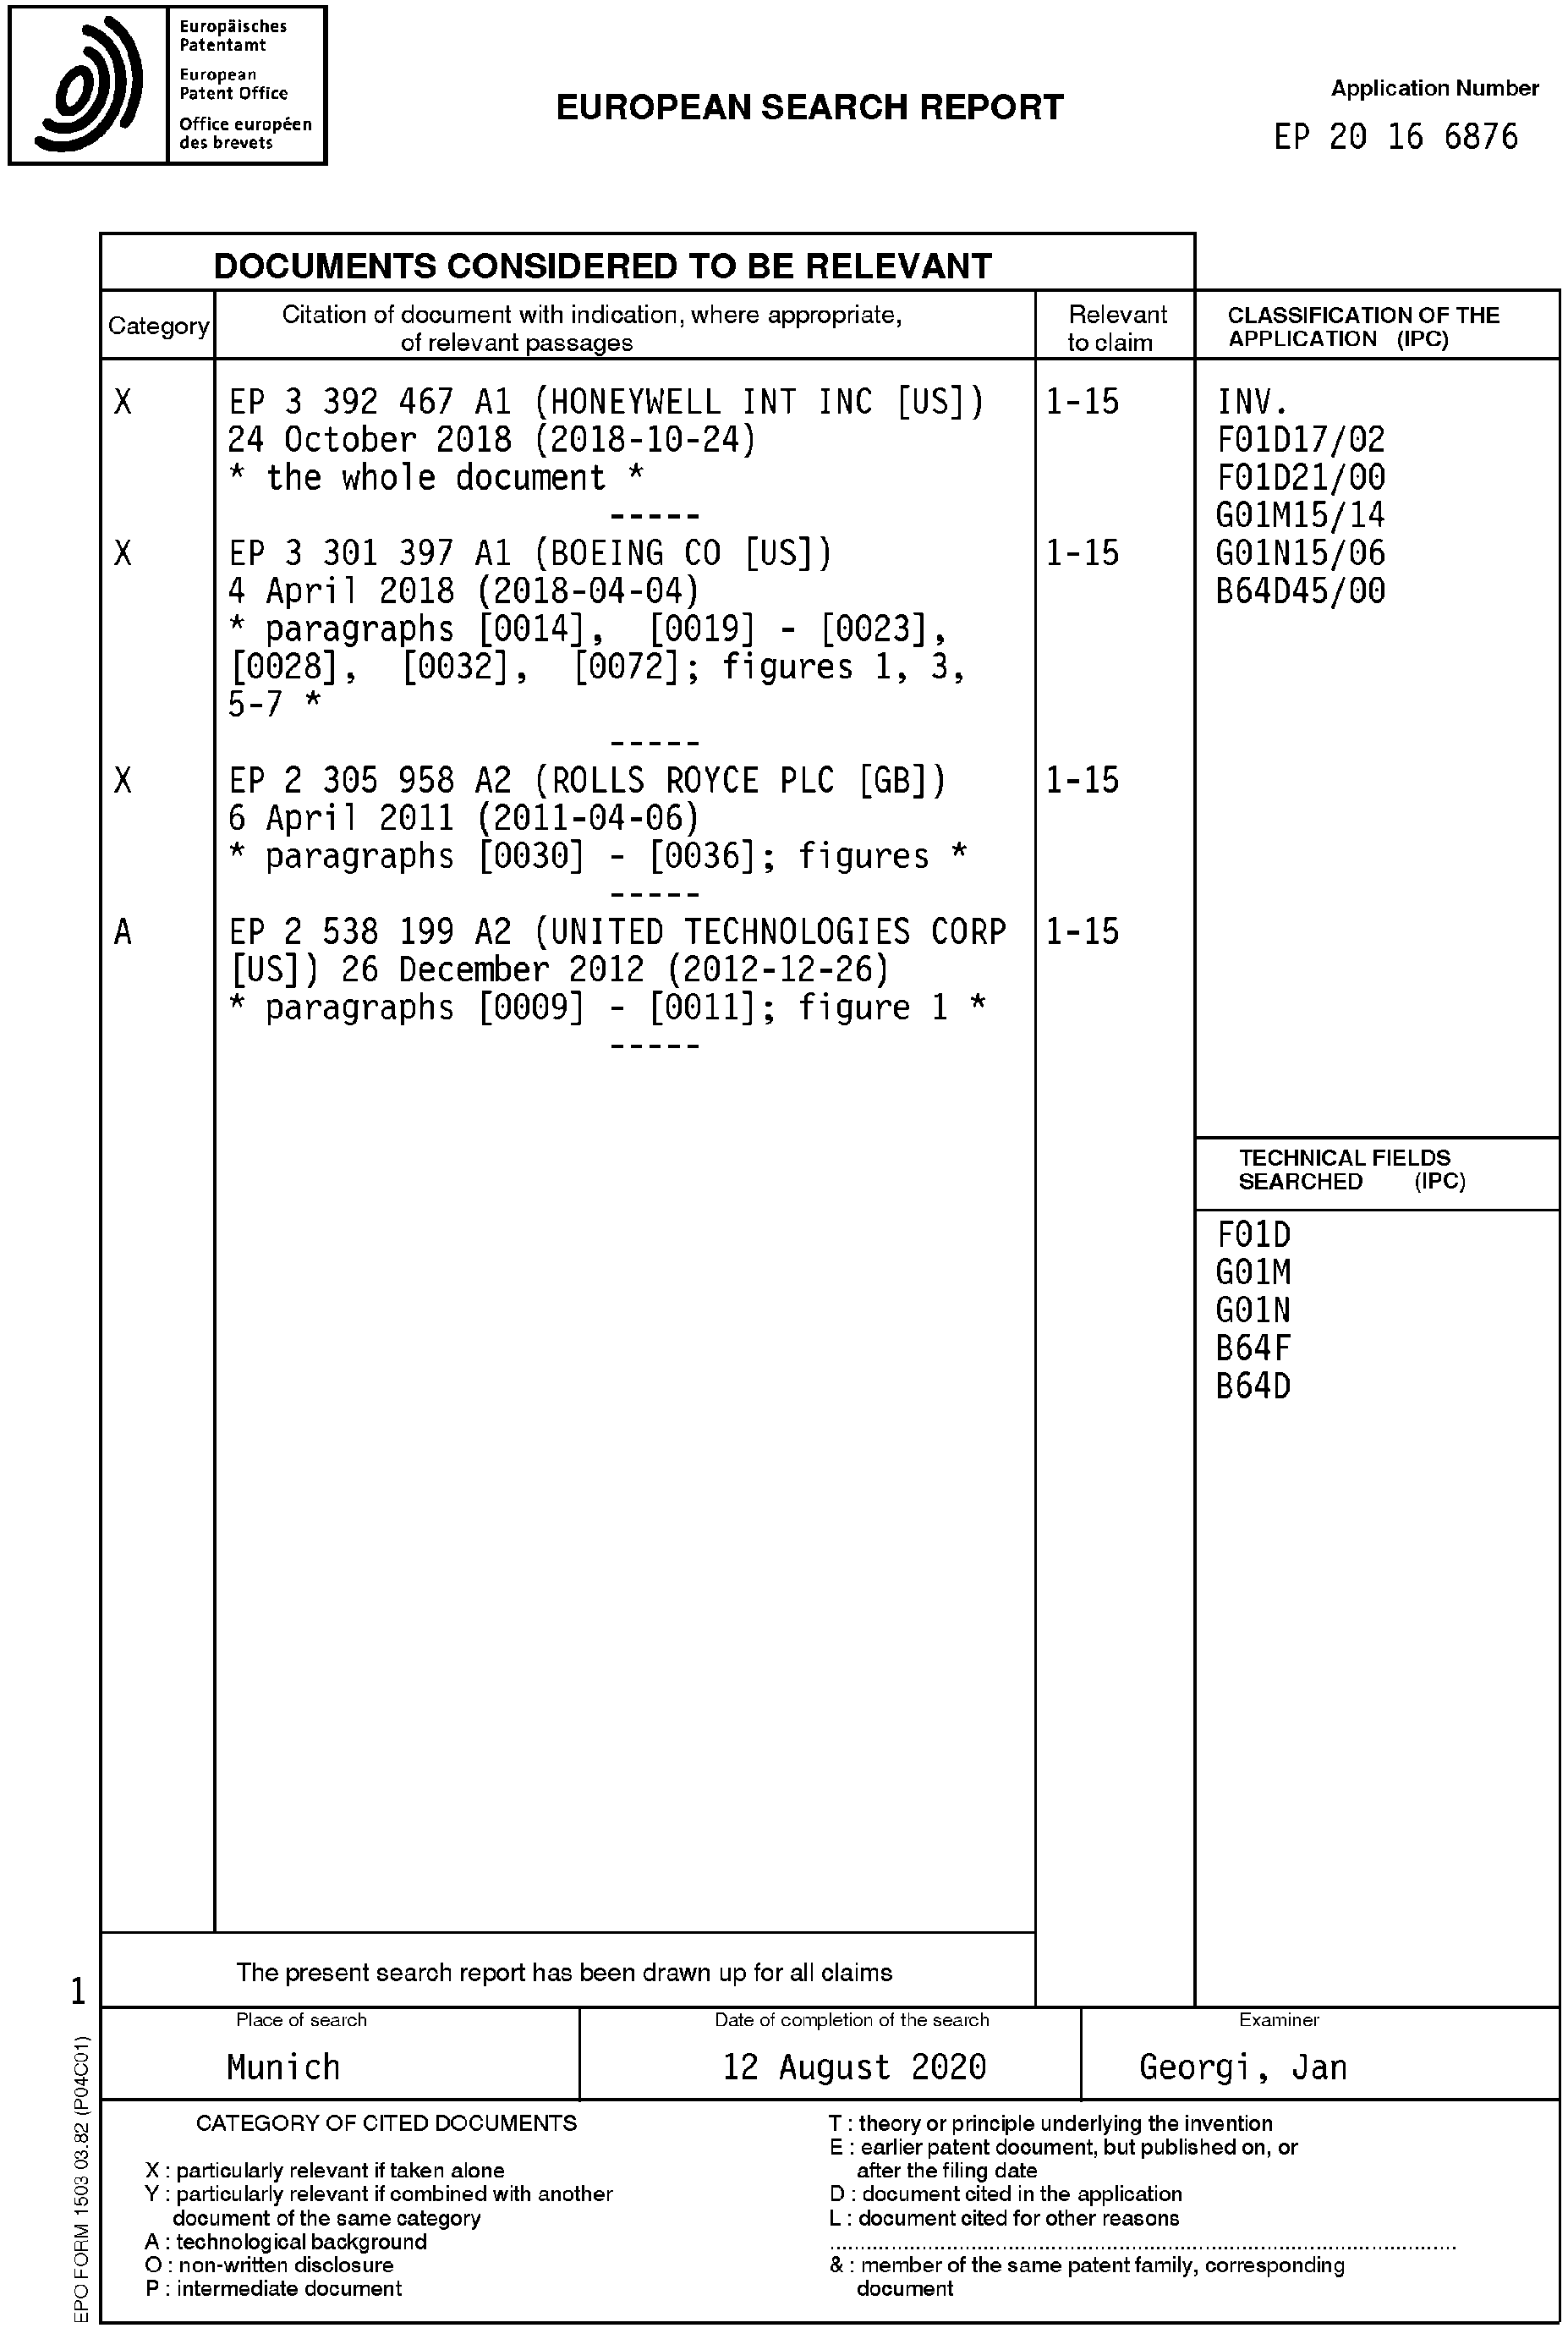 Europäisches
Patentamt
European
Patent Office
Office européen
des brevets
EUROPEAN SEARCH REPORT
Application Number
EP 20 16 6876
DOCUMENTS CONSIDERED TO BE RELEVANT
Category
Citation of document with indication, where appropriate,
of relevant passages
Relevant
to claim
CLASSIFICATION OF THE
APPLICATION (IPC)
X
EP 3 392 467 A1 (HONEYWELL INT INC [US])
24 October 2018 (2018-10-24)
* the whole document *
1-15
-----
X
EP 3 301 397 A1 (BOEING CO [US])
4 April 2018 (2018-04-04)
* paragraphs [0014], [0019] - [0023],
[0028], [0032], [0072]; figures 1, 3,
5-7 *
1-15
-----
X
EP 2 305 958 A2 (ROLLS ROYCE PLC [GB])
6 April 2011 (2011-04-06)
* paragraphs [0030] - [0036]; figures *
1-15
-----
A
EP 2 538 199 A2 (UNITED TECHNOLOGIES CORP
[US]) 26 December 2012 (2012-12-26)
* paragraphs [0009] - [0011]; figure 1 *
1-15
-----
INV.
F01D17/02
F01D21/00
G01M15/14
G01N15/06
B64D45/00
TECHNICAL FIELDS
SEARCHED (IPC)
F01D
G01M
G01N
B64F
B64D
The present search report has been drawn up for all claims
1
Place of search
Munich
Date of completion of the search
12 August 2020
Examiner
Georgi, Jan
CATEGORY OF CITED DOCUMENTS
X : particularly relevant if taken alone
Y : particularly relevant if combined with another
document of the same category
A : technological background
O : non-written disclosure
P : intermediate document
T : theory or principle underlying the invention
E : earlier patent document, but published on, or
after the filing date
D : document cited in the application
L : document cited for other reasons
& : member of the same patent family, corresponding
document
EPO FORM 1503 03.82 (P04C01)